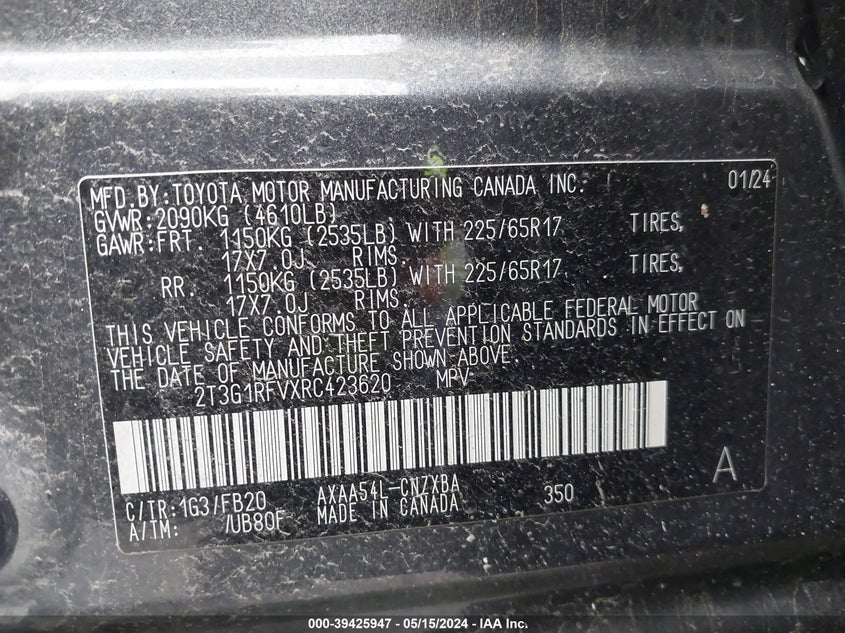 MFD.BY:TOYOTA MOTOR MANUFACTURING CANADA INC. 01/24
GVWR:2090KG (4610LB)
GAWR:FRT. 1150KG (2535LB) WITH 225/65R17 TIRES,
17X7.0J RIMS.
RR. 1150KG (2535LB) WITH 225/65R17 TIRES,
17X7.0J RIMS.
THIS VEHICLE CONFORMS TO ALL APPLICABLE FEDERAL MOTOR
VEHICLE SAFETY AND THEFT PREVENTION STANDARDS IN EFFECT ON
THE DATE OF MANUFACTURE SHOWN ABOVE.
2T3G1RFVXRC423620 MPV
A
C/TR:1G3/FB20 AXAA54L-CNZXBA 350
A/TM: /UB80F MADE IN CANADA
000-39425947 - 05/15/2024 - IAA Inc.